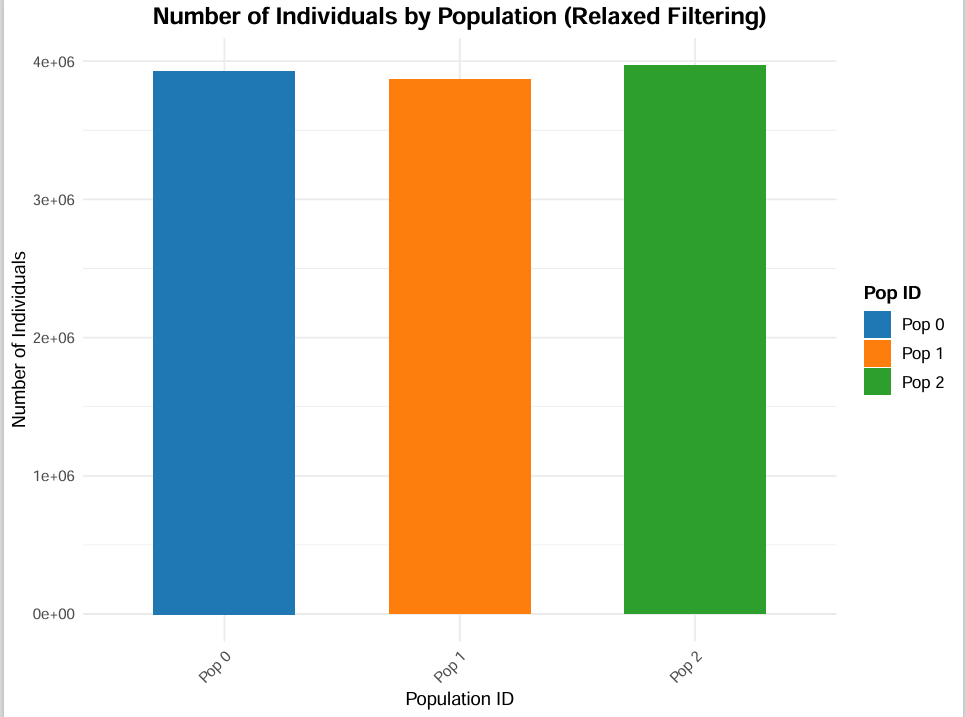 Number of Individuals by Population (Relaxed Filtering)
4e+06
3e+06
2e+06
1e+06
0e+00
Number of Individuals
Pop 0
Pop 1
Pop 2
Population ID
Pop ID
Pop 0
Pop 1
Pop 2